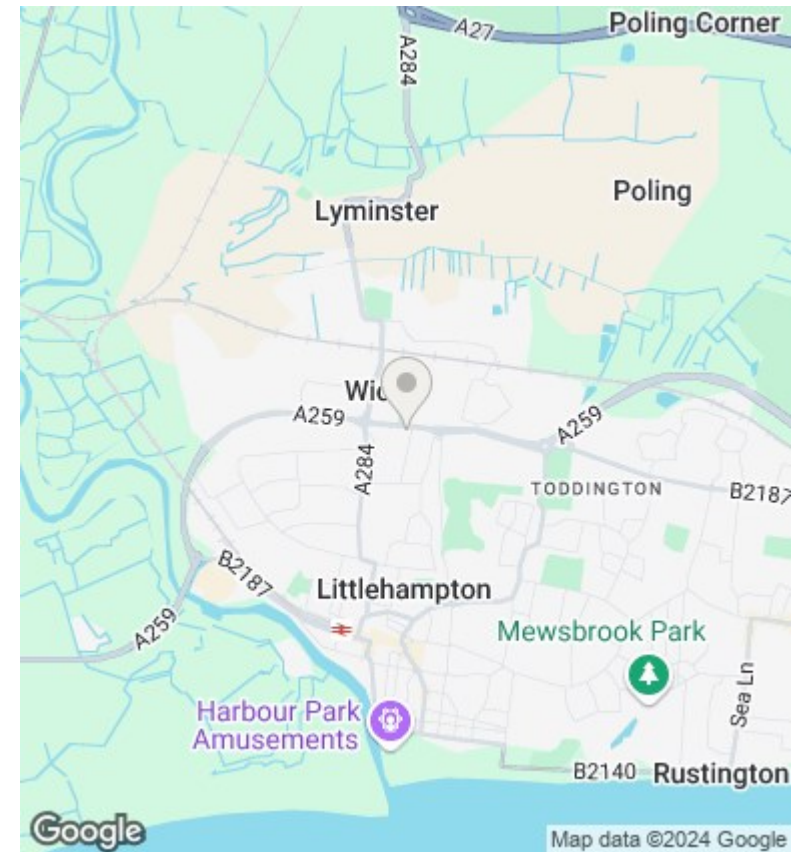 A27
Poling Corner
A284
Poling
Lyminster
A259
A284
A259
TODDINGTON
B2187
B2187
Littlehampton
A259
Mewsbrook Park
Sea Ln
Harbour Park
Amusements
B2140
Rustington
Google
Map data ©2024 Google